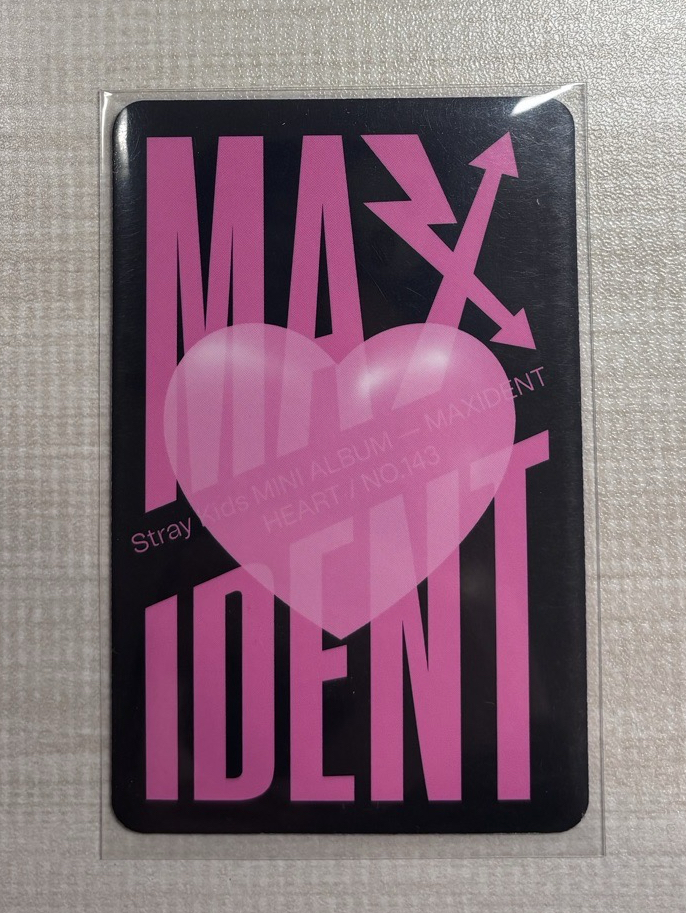 MAX
Stray Kids MINI ALBUM — MAXIDENT
HEART / NO.143
IDENT